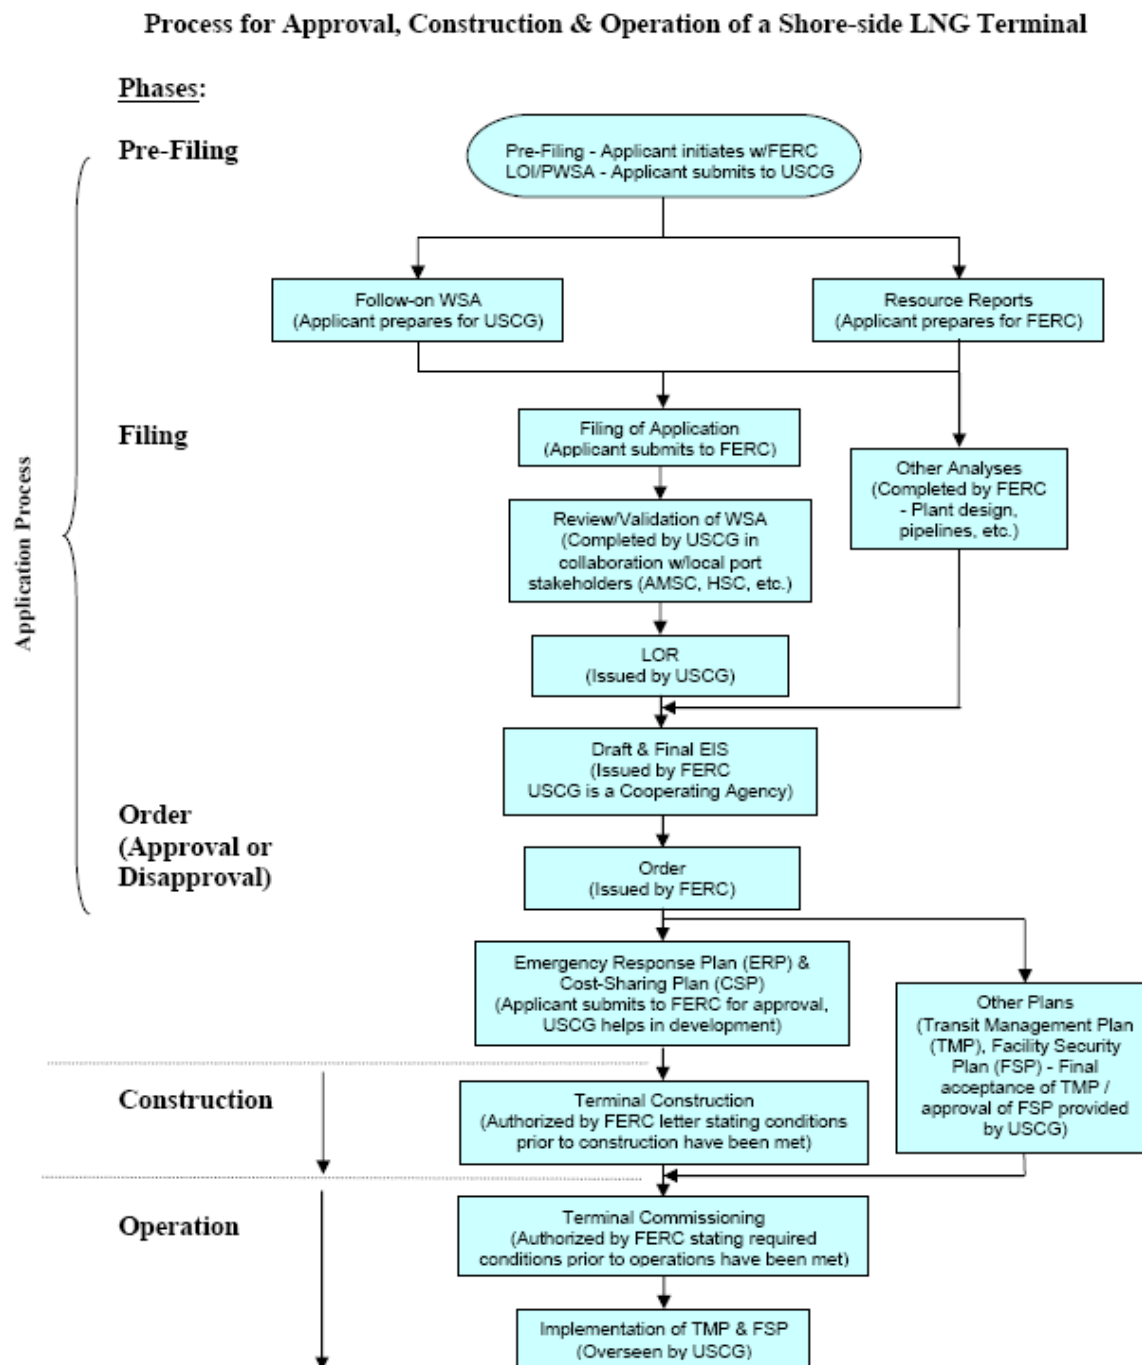 Process for Approval, Construction & Operation of a Shore-side LNG Terminal
Phases:
Pre-Filing
Pre-Filing - Applicant initiates w/FERC
LOI/PWSA - Applicant submits to USCG
Follow-on WSA
(Applicant prepares for USCG)
Resource Reports
(Applicant prepares for FERC)
Filing
Filing of Application
(Applicant submits to FERC)
Other Analyses
(Completed by FERC
- Plant design,
pipelines, etc.)
Review/Validation of WSA
(Completed by USCG in
collaboration w/local port
stakeholders (AMSC, HSC, etc.)
Application Process
LOR
(Issued by USCG)
Draft & Final EIS
(Issued by FERC
USCG is a Cooperating Agency)
Order
(Approval or
Disapproval)
Order
(Issued by FERC)
Emergency Response Plan (ERP) &
Cost-Sharing Plan (CSP)
(Applicant submits to FERC for approval,
USCG helps in development)
Other Plans
(Transit Management Plan
(TMP), Facility Security
Plan (FSP) - Final
acceptance of TMP /
approval of FSP provided
by USCG)
Construction
Terminal Construction
(Authorized by FERC letter stating conditions
prior to construction have been met)
Operation
Terminal Commissioning
(Authorized by FERC stating required
conditions prior to operations have been met)
Implementation of TMP & FSP
(Overseen by USCG)